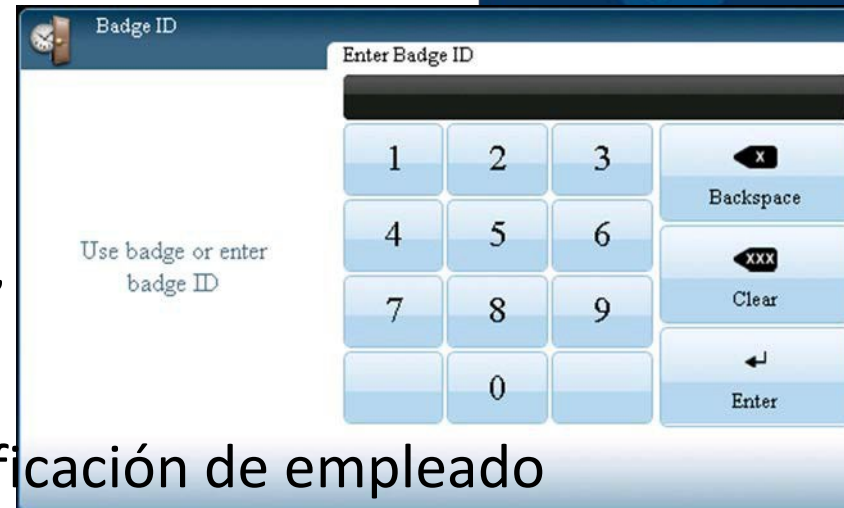 Badge ID
Enter Badge ID
1 2 3
X
Backspace
Use badge or enter
badge ID
4 5 6
XXX
Clear
,
7 8 9
0
Enter
ficación de empleado